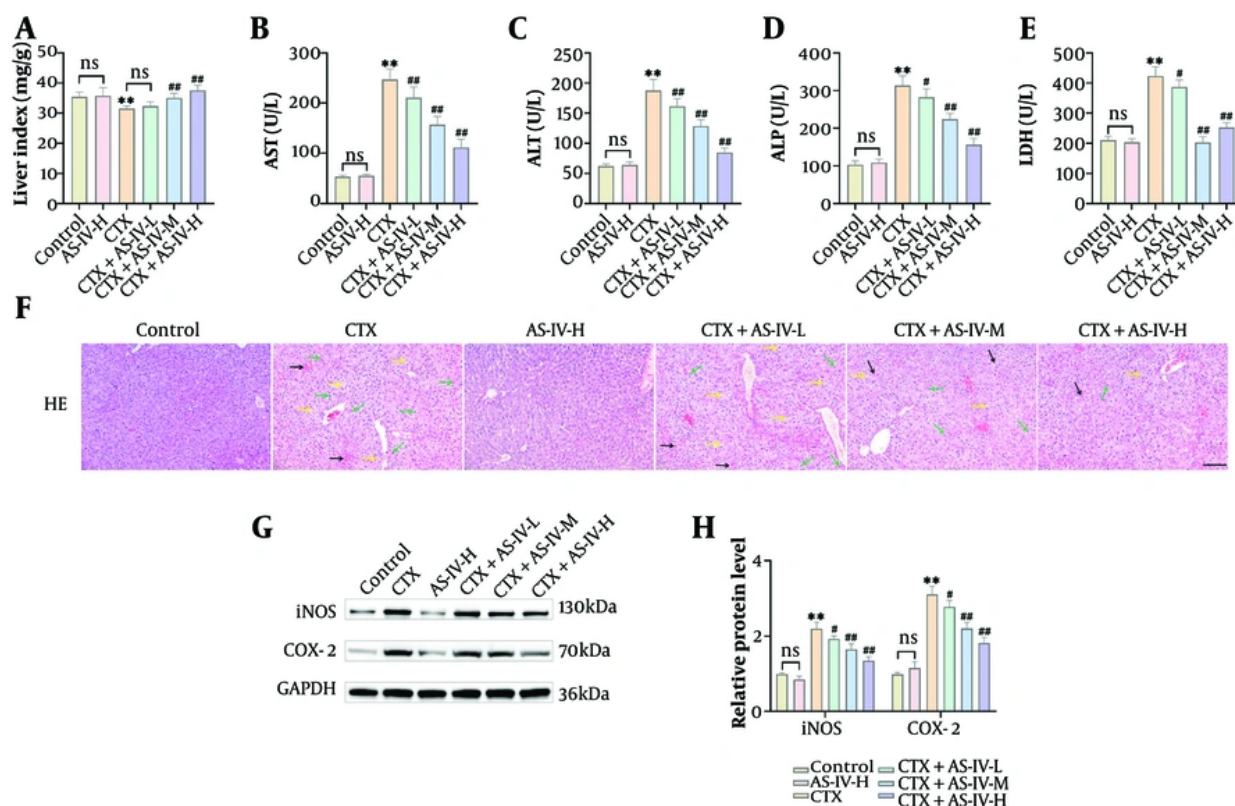 A
Liver index (mg/g)
50
40
30
20
10
0
ns
**
ns
##
##
Control
AS-IV-H
CTX
CTX + AS-IV-L
CTX + AS-IV-M
CTX + AS-IV-H
B
AST (U/L)
300
200
100
0
ns
**
##
##
##
Control
AS-IV-H
CTX
CTX + AS-IV-L
CTX + AS-IV-M
CTX + AS-IV-H
C
ALT (U/L)
250
200
150
100
50
0
ns
**
##
##
##
Control
AS-IV-H
CTX
CTX + AS-IV-L
CTX + AS-IV-M
CTX + AS-IV-H
D
ALP (U/L)
400
300
200
100
0
ns
**
#
##
##
Control
AS-IV-H
CTX
CTX + AS-IV-L
CTX + AS-IV-M
CTX + AS-IV-H
E
LDH (U/L)
500
400
300
200
100
0
ns
**
#
##
##
Control
AS-IV-H
CTX
CTX + AS-IV-L
CTX + AS-IV-M
CTX + AS-IV-H
F
Control
CTX
AS-IV-H
CTX + AS-IV-L
CTX + AS-IV-M
CTX + AS-IV-H
HE
G
Control
CTX
AS-IV-H
CTX + AS-IV-L
CTX + AS-IV-M
CTX + AS-IV-H
iNOS 130kDa
COX-2 70kDa
GAPDH 36kDa
H
Relative protein level
4
2
0
ns
**
#
##
##
ns
**
#
##
##
iNOS
COX-2
Control
AS-IV-H
CTX
CTX + AS-IV-L
CTX + AS-IV-M
CTX + AS-IV-H